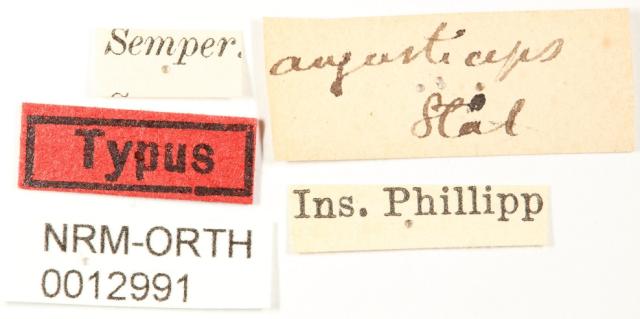 Semper.
angusticeps
Stål
Typus
Ins. Phillipp
NRM-ORTH
0012991